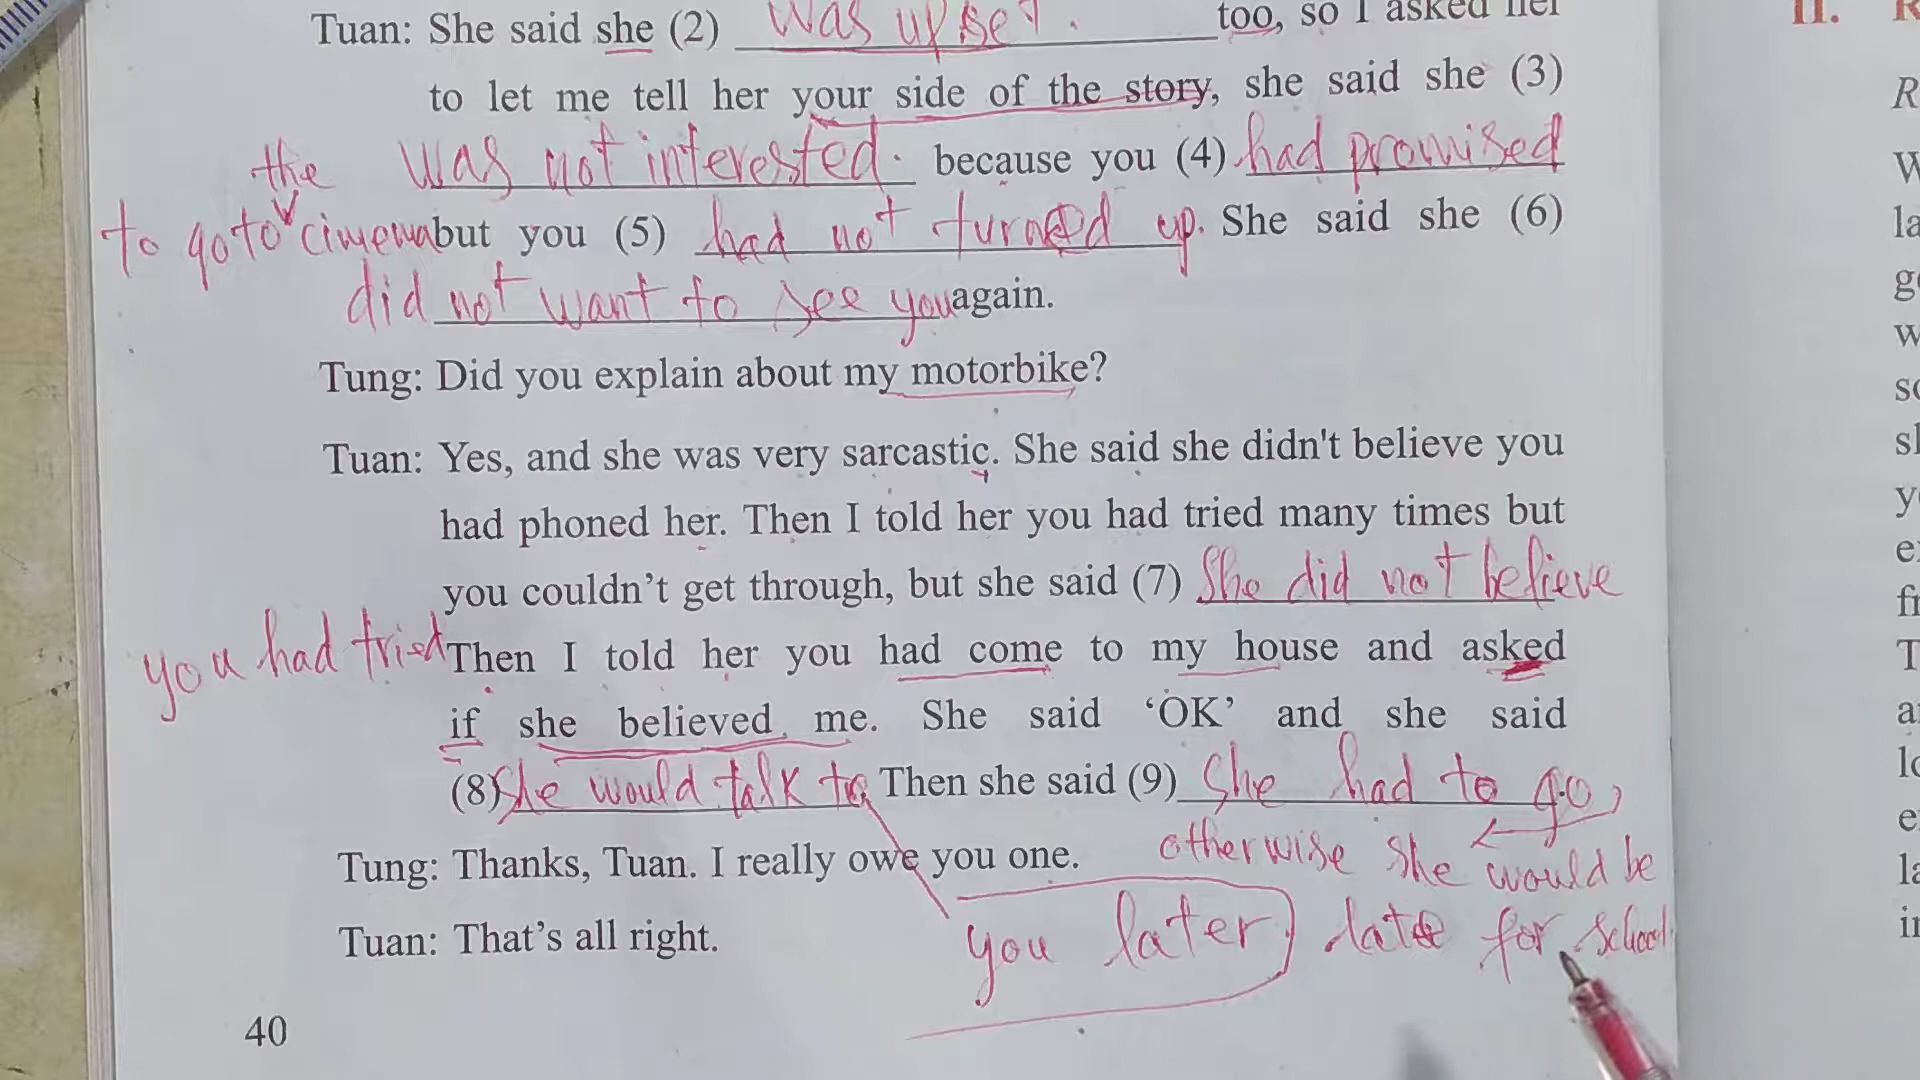 Tuan: She said she (2) was upset. too, so I asked her
to let me tell her your side of the story, she said she (3)
was not interested. because you (4) had promised
to go to the cinema but you (5) had not turned up. She said she (6)
did not want to see you again.
Tung: Did you explain about my motorbike?
Tuan: Yes, and she was very sarcastic. She said she didn't believe you
had phoned her. Then I told her you had tried many times but
you couldn't get through, but she said (7) She did not believe
you had tried Then I told her you had come to my house and asked
if she believed me. She said 'OK' and she said
(8) She would talk to Then she said (9) She had to go,
Tung: Thanks, Tuan. I really owe you one. otherwise she would be
Tuan: That's all right. you later late for school.
40
II.
R
la
sl